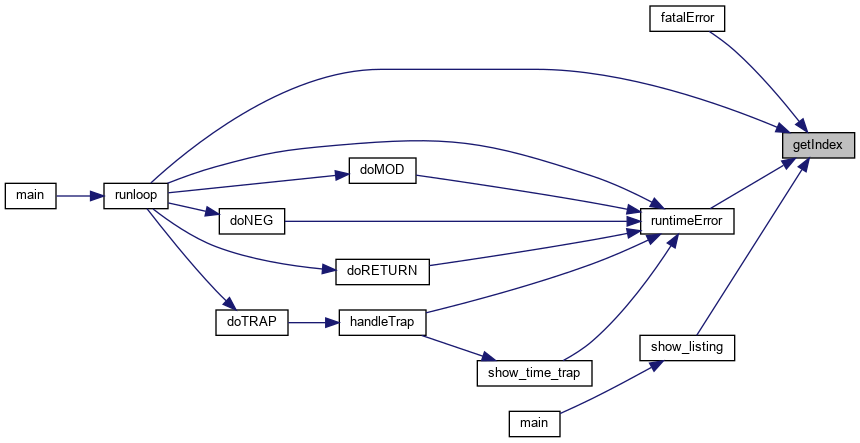 fatalError
getIndex
doMOD
main
runloop
doNEG
runtimeError
doRETURN
doTRAP
handleTrap
show_listing
show_time_trap
main